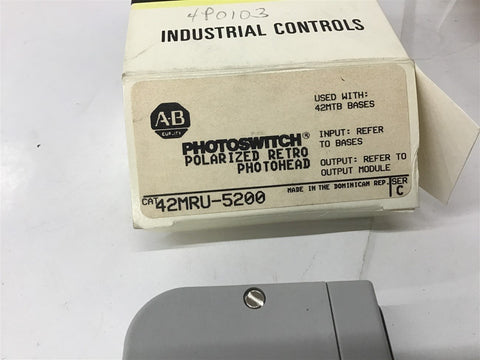 4P0103
INDUSTRIAL CONTROLS
A-B
QUALITY
PHOTOSWITCH®
POLARIZED RETRO
PHOTOHEAD
USED WITH:
42MTB BASES
INPUT: REFER
TO BASES
OUTPUT: REFER TO
OUTPUT MODULE
MADE IN THE DOMINICAN REP.
CAT 42MRU-5200
SER
C